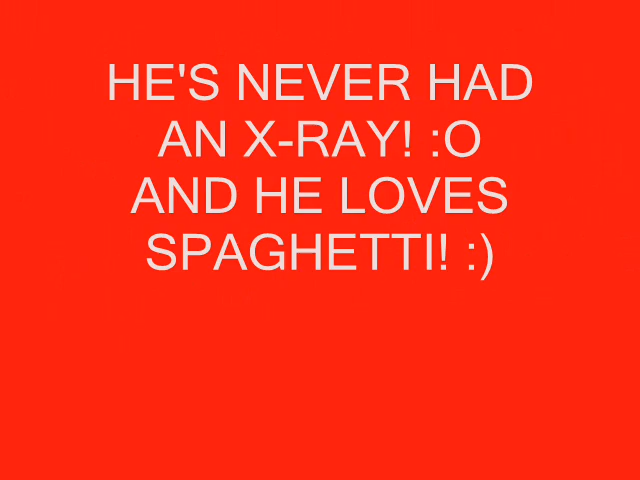 HE'S NEVER HAD
AN X-RAY! :O
AND HE LOVES
SPAGHETTI! :)